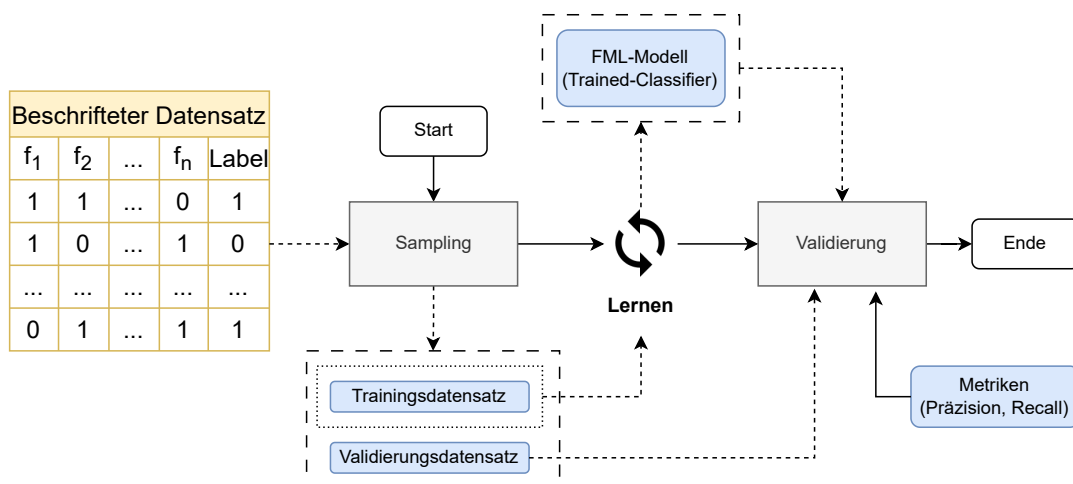 FML-Modell
(Trained-Classifier)
Beschrifteter Datensatz
f1 f2 ... fn Label
1 1 ... 0 1
1 0 ... 1 0
... ... ... ... ...
0 1 ... 1 1
Start
Sampling
Lernen
Validierung
Ende
Trainingsdatensatz
Validierungsdatensatz
Metriken
(Präzision, Recall)